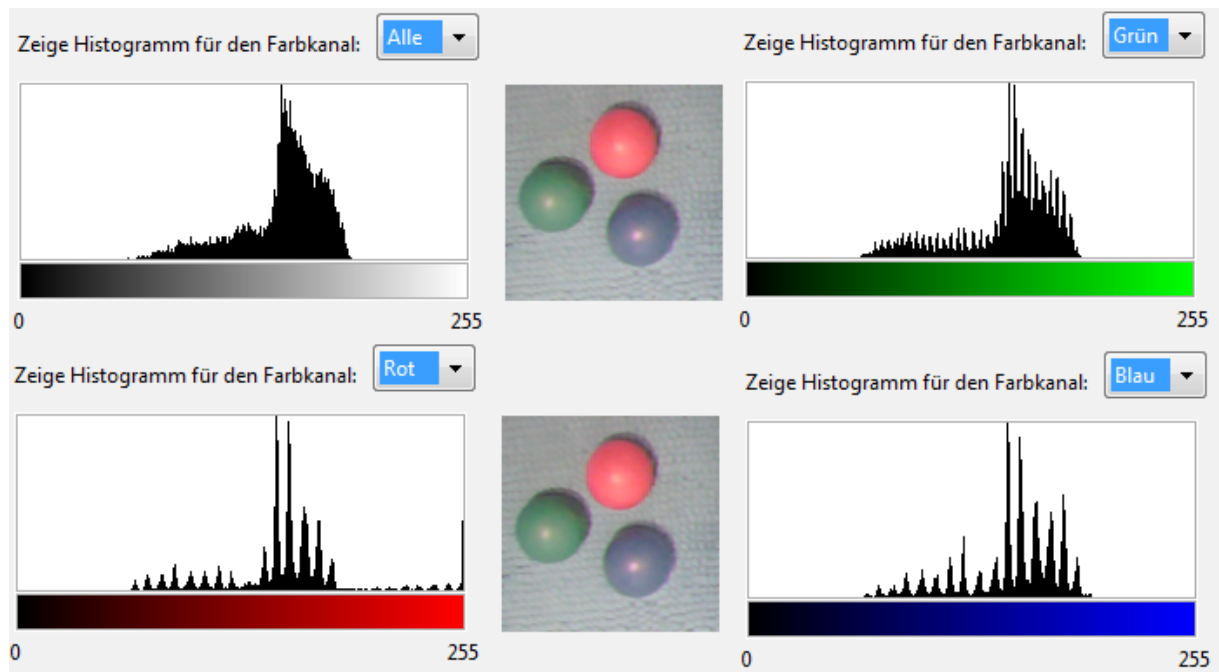 Zeige Histogramm für den Farbkanal: Alle
Zeige Histogramm für den Farbkanal: Grün
0 255
0 255
Zeige Histogramm für den Farbkanal: Rot
Zeige Histogramm für den Farbkanal: Blau
0 255
0 255